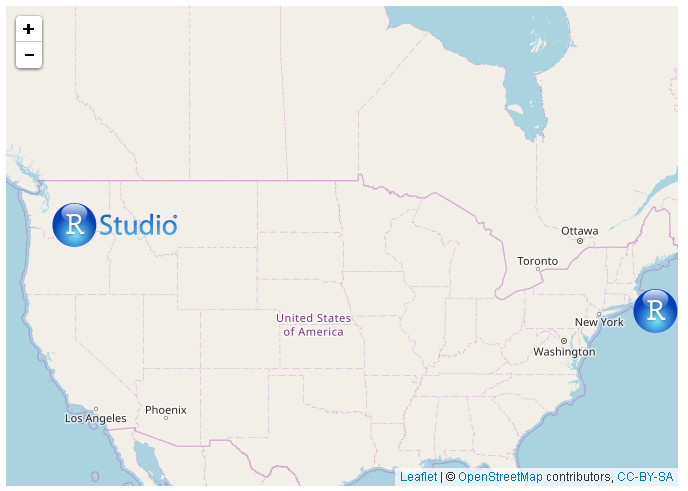 +
−
R Studio®
Ottawa
Toronto
R
United States
of America
New York
Washington
Phoenix
Los Angeles
Leaflet | © OpenStreetMap contributors, CC-BY-SA